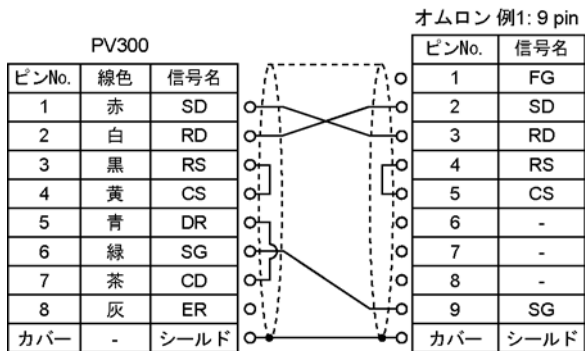 オムロン 例1: 9 pin
PV300
ピンNo. 線色 信号名
1 赤 SD
2 白 RD
3 黒 RS
4 黄 CS
5 青 DR
6 緑 SG
7 茶 CD
8 灰 ER
カバー - シールド
ピンNo. 信号名
1 FG
2 SD
3 RD
4 RS
5 CS
6 -
7 -
8 -
9 SG
カバー シールド